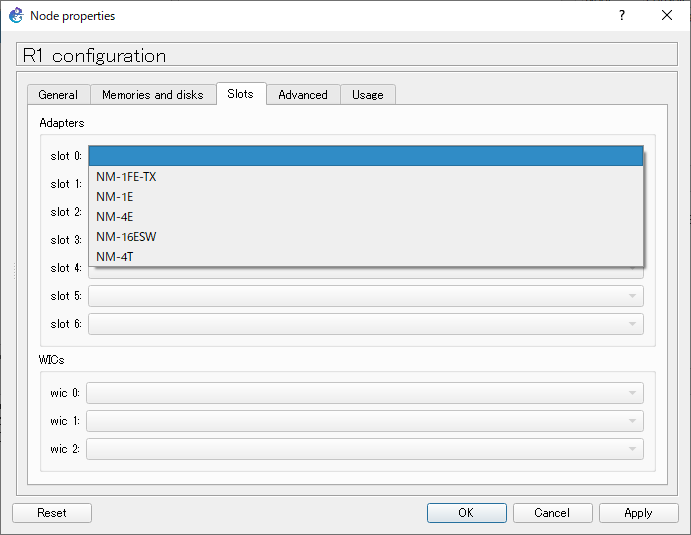 Node properties
R1 configuration
General Memories and disks Slots Advanced Usage
Adapters
slot 0:
NM-1FE-TX
slot 1:
NM-1E
slot 2:
NM-4E
slot 3:
NM-16ESW
NM-4T
slot 4:
slot 5:
slot 6:
WICs
wic 0:
wic 1:
wic 2:
Reset OK Cancel Apply